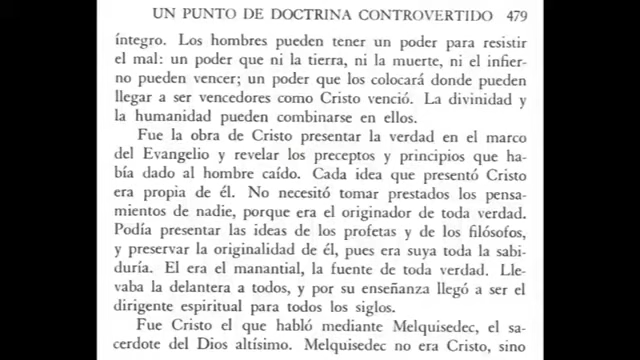 UN PUNTO DE DOCTRINA CONTROVERTIDO 479
íntegro. Los hombres pueden tener un poder para resistir
el mal: un poder que ni la tierra, ni la muerte, ni el infier-
no pueden vencer; un poder que los colocará donde pueden
llegar a ser vencedores como Cristo venció. La divinidad y
la humanidad pueden combinarse en ellos.
Fue la obra de Cristo presentar la verdad en el marco
del Evangelio y revelar los preceptos y principios que ha-
bía dado al hombre caído. Cada idea que presentó Cristo
era propia de él. No necesitó tomar prestados los pensa-
mientos de nadie, porque era el originador de toda verdad.
Podía presentar las ideas de los profetas y de los filósofos,
y preservar la originalidad de él, pues era suya toda la sabi-
duría. El era el manantial, la fuente de toda verdad. Lle-
vaba la delantera a todos, y por su enseñanza llegó a ser el
dirigente espiritual para todos los siglos.
Fue Cristo el que habló mediante Melquisedec, el sa-
cerdote del Dios altísimo. Melquisedec no era Cristo, sino